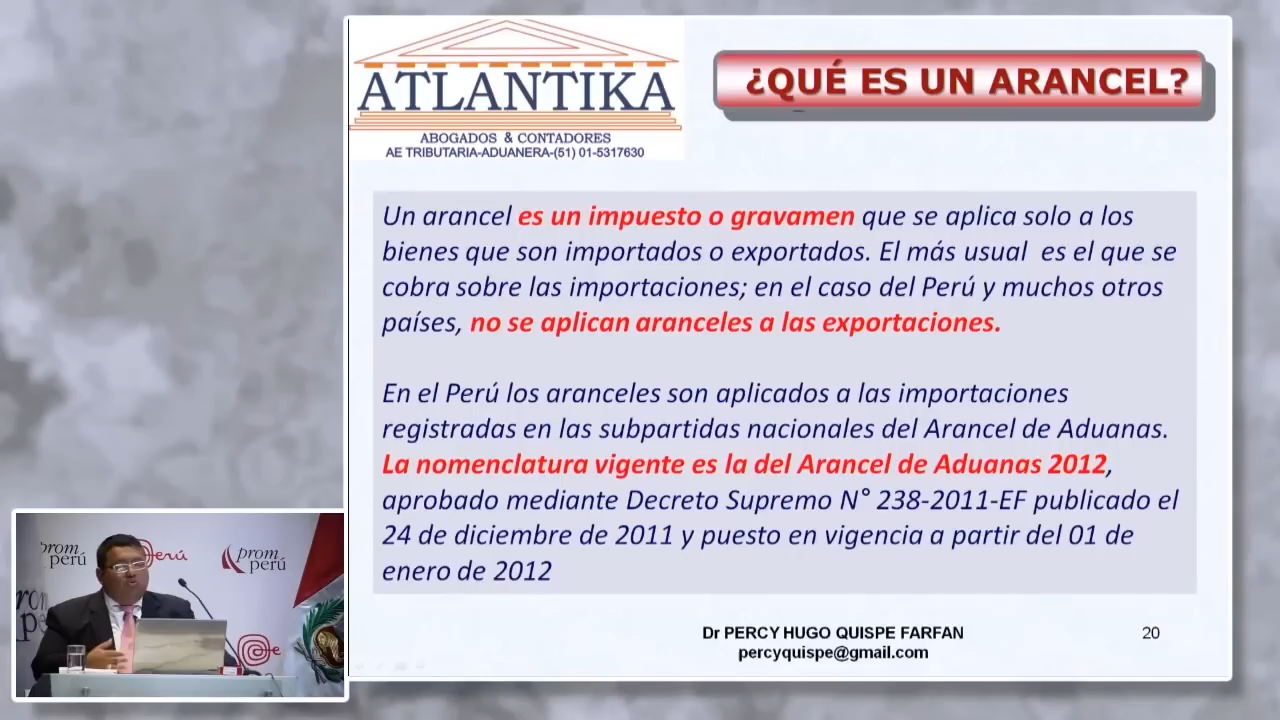 ATLANTIKA
ABOGADOS & CONTADORES
AE TRIBUTARIA-ADUANERA-(51) 01-5317630
¿QUÉ ES UN ARANCEL?
Un arancel es un impuesto o gravamen que se aplica solo a los
bienes que son importados o exportados. El más usual es el que se
cobra sobre las importaciones; en el caso del Perú y muchos otros
países, no se aplican aranceles a las exportaciones.
En el Perú los aranceles son aplicados a las importaciones
registradas en las subpartidas nacionales del Arancel de Aduanas.
La nomenclatura vigente es la del Arancel de Aduanas 2012,
aprobado mediante Decreto Supremo N° 238-2011-EF publicado el
24 de diciembre de 2011 y puesto en vigencia a partir del 01 de
enero de 2012
Dr PERCY HUGO QUISPE FARFAN
percyquispe@gmail.com
20
prom
perú
Perú
prom
perú